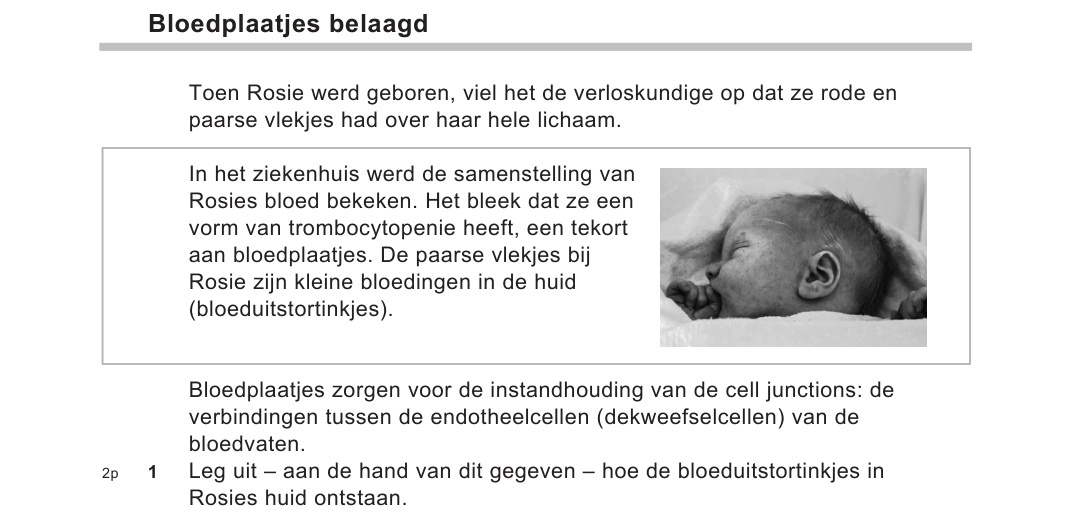 Bloedplaatjes belaagd
Toen Rosie werd geboren, viel het de verloskundige op dat ze rode en
paarse vlekjes had over haar hele lichaam.
In het ziekenhuis werd de samenstelling van
Rosies bloed bekeken. Het bleek dat ze een
vorm van trombocytopenie heeft, een tekort
aan bloedplaatjes. De paarse vlekjes bij
Rosie zijn kleine bloedingen in de huid
(bloeduitstortinkjes).
Bloedplaatjes zorgen voor de instandhouding van de cell junctions: de
verbindingen tussen de endotheelcellen (dekweefselcellen) van de
bloedvaten.
2p 1 Leg uit – aan de hand van dit gegeven – hoe de bloeduitstortinkjes in
Rosies huid ontstaan.